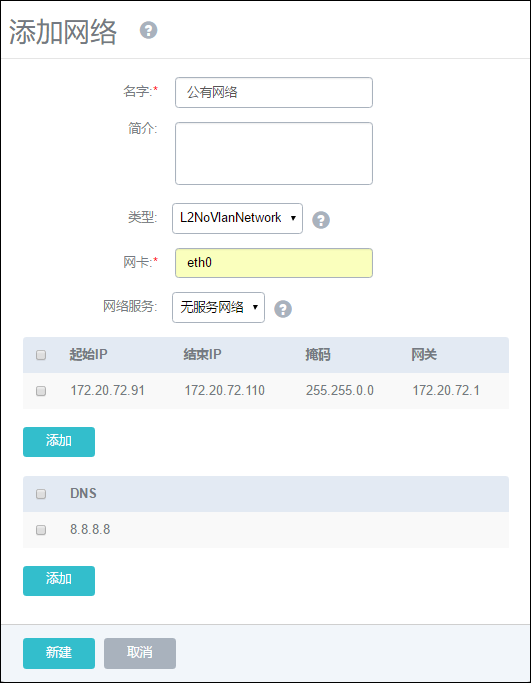 添加网络 ?
名字:* 公有网络
简介:
类型: L2NoVlanNetwork ?
网卡:* eth0
网络服务: 无服务网络 ?
起始IP 结束IP 掩码 网关
172.20.72.91 172.20.72.110 255.255.0.0 172.20.72.1
添加
DNS
8.8.8.8
添加
新建 取消